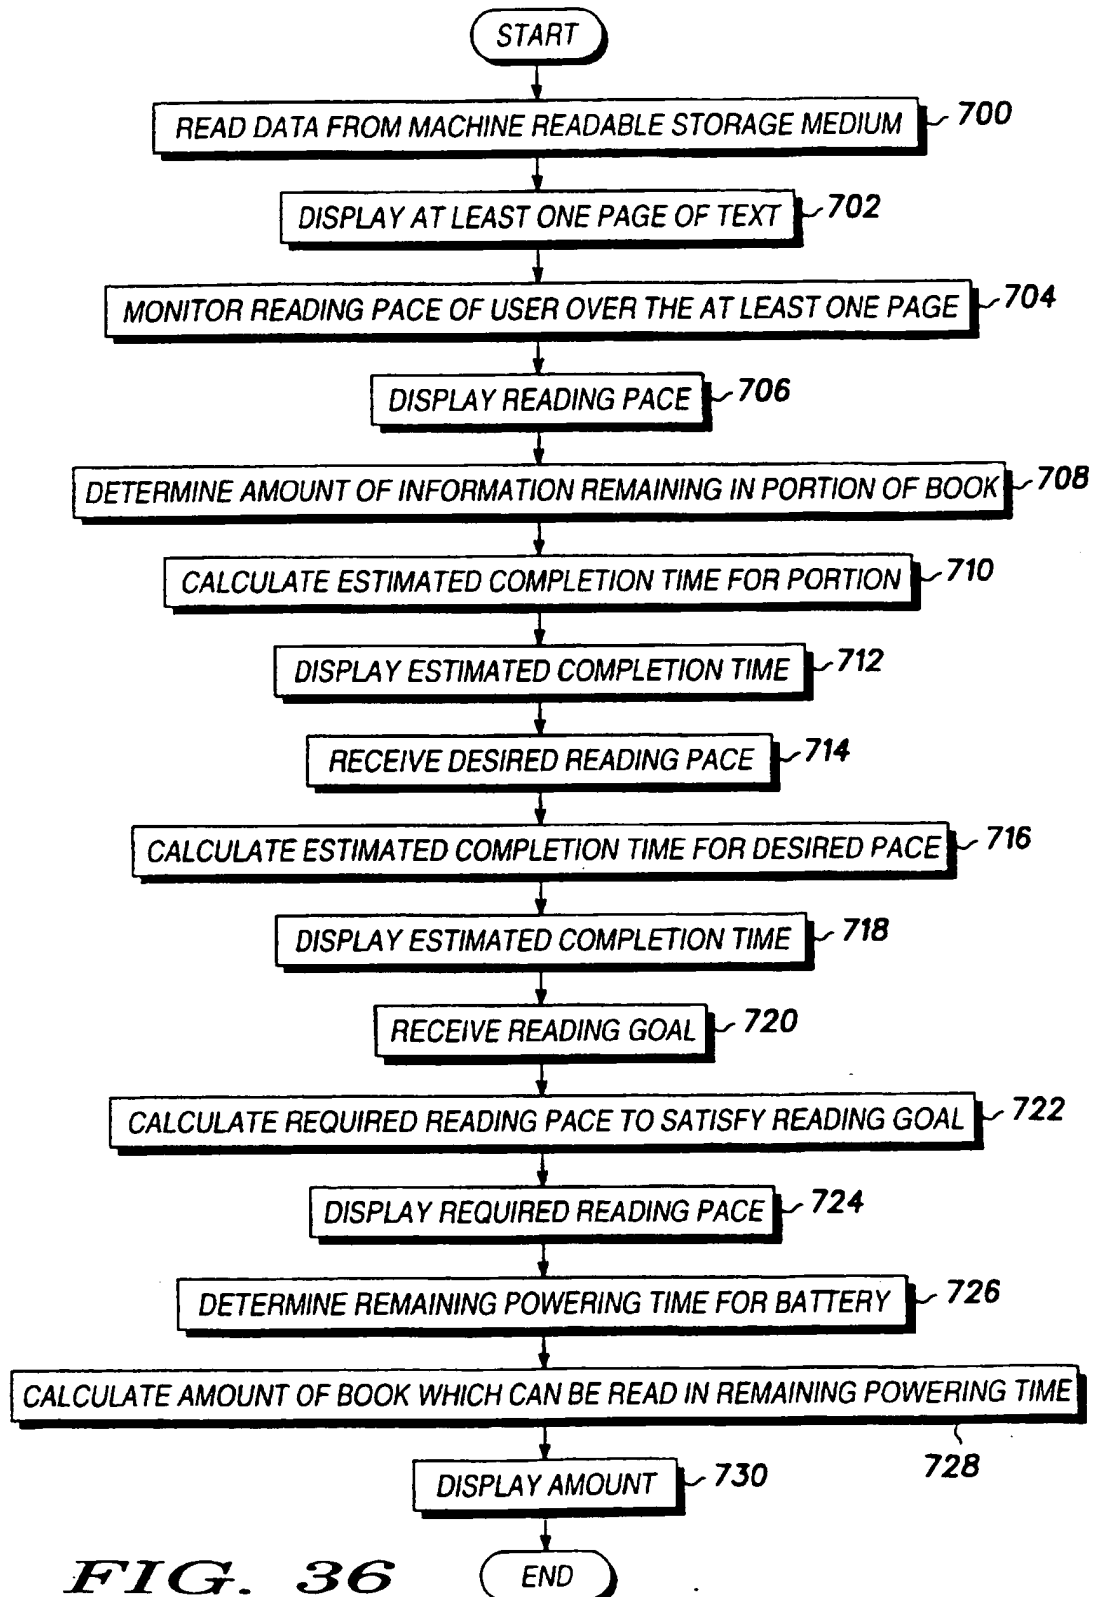 START
READ DATA FROM MACHINE READABLE STORAGE MEDIUM 700
DISPLAY AT LEAST ONE PAGE OF TEXT 702
MONITOR READING PACE OF USER OVER THE AT LEAST ONE PAGE 704
DISPLAY READING PACE 706
DETERMINE AMOUNT OF INFORMATION REMAINING IN PORTION OF BOOK 708
CALCULATE ESTIMATED COMPLETION TIME FOR PORTION 710
DISPLAY ESTIMATED COMPLETION TIME 712
RECEIVE DESIRED READING PACE 714
CALCULATE ESTIMATED COMPLETION TIME FOR DESIRED PACE 716
DISPLAY ESTIMATED COMPLETION TIME 718
RECEIVE READING GOAL 720
CALCULATE REQUIRED READING PACE TO SATISFY READING GOAL 722
DISPLAY REQUIRED READING PACE 724
DETERMINE REMAINING POWERING TIME FOR BATTERY 726
CALCULATE AMOUNT OF BOOK WHICH CAN BE READ IN REMAINING POWERING TIME
728
DISPLAY AMOUNT 730
END
FIG. 36